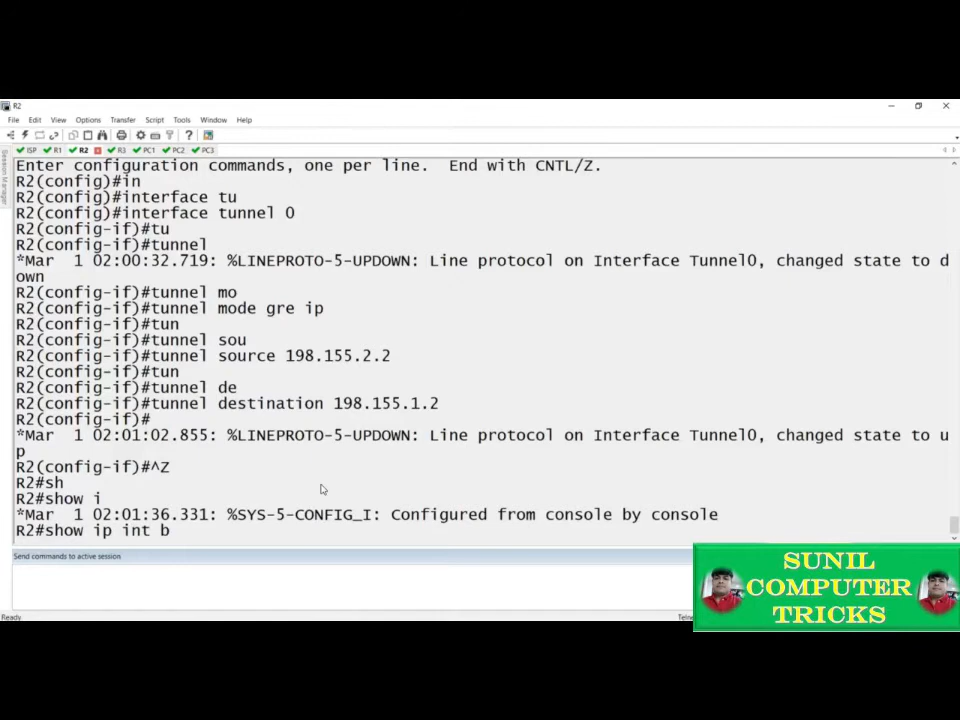 R2
File Edit View Options Transfer Script Tools Window Help
ISP R1 R2 R3 PC1 PC2 PC3
Session Manager
Enter configuration commands, one per line.  End with CNTL/Z.
R2(config)#in
R2(config)#interface tu
R2(config)#interface tunnel 0
R2(config-if)#tu
R2(config-if)#tunnel
*Mar  1 02:00:32.719: %LINEPROTO-5-UPDOWN: Line protocol on Interface Tunnel0, changed state to d
own
R2(config-if)#tunnel mo
R2(config-if)#tunnel mode gre ip
R2(config-if)#tun
R2(config-if)#tunnel sou
R2(config-if)#tunnel source 198.155.2.2
R2(config-if)#tun
R2(config-if)#tunnel de
R2(config-if)#tunnel destination 198.155.1.2
R2(config-if)#
*Mar  1 02:01:02.855: %LINEPROTO-5-UPDOWN: Line protocol on Interface Tunnel0, changed state to u
p
R2(config-if)#^Z
R2#sh
R2#show i
*Mar  1 02:01:36.331: %SYS-5-CONFIG_I: Configured from console by console
R2#show ip int b
Send commands to active session
Ready
SUNIL
COMPUTER
TRICKS